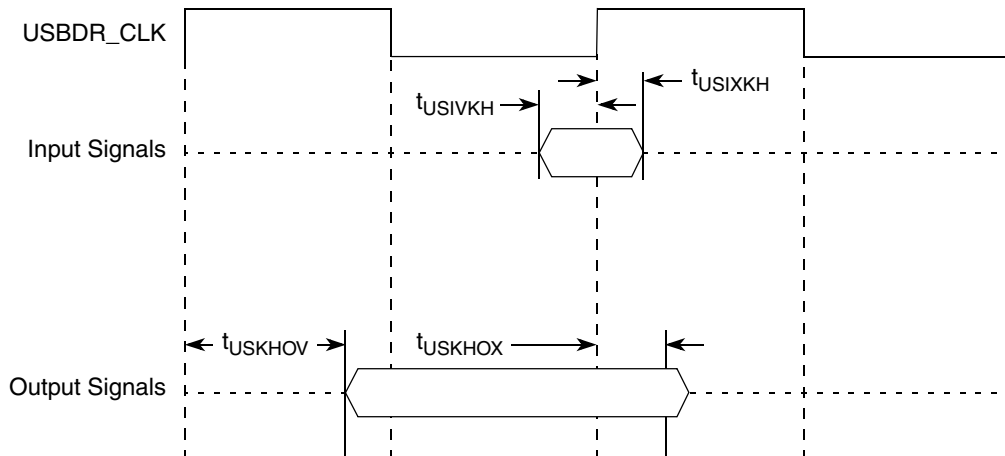 USBDR_CLK
tUSIXKH
tUSIVKH
Input Signals
tUSKHOV
tUSKHOX
Output Signals